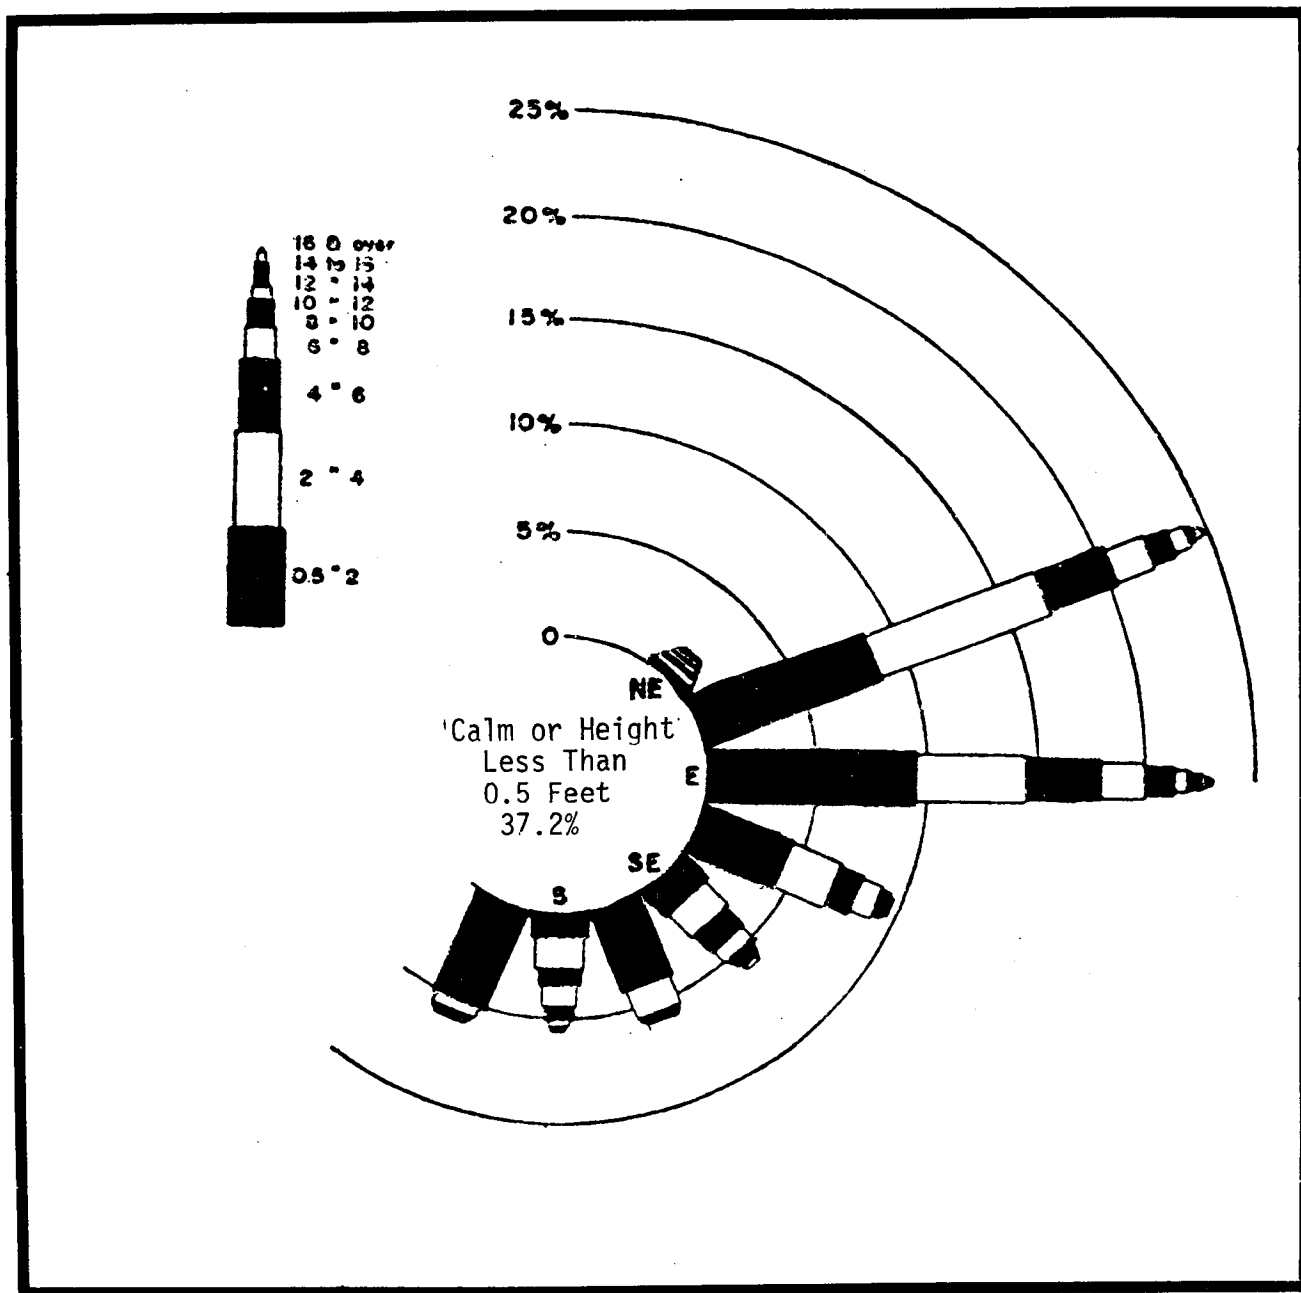 25%
20%
15%
10%
5%
0
16 & over
14 to 16
12 " 14
10 " 12
8 " 10
6 " 8
4 " 6
2 " 4
0.5 " 2
NE
E
SE
S
Calm or Height
Less Than
0.5 Feet
37.2%